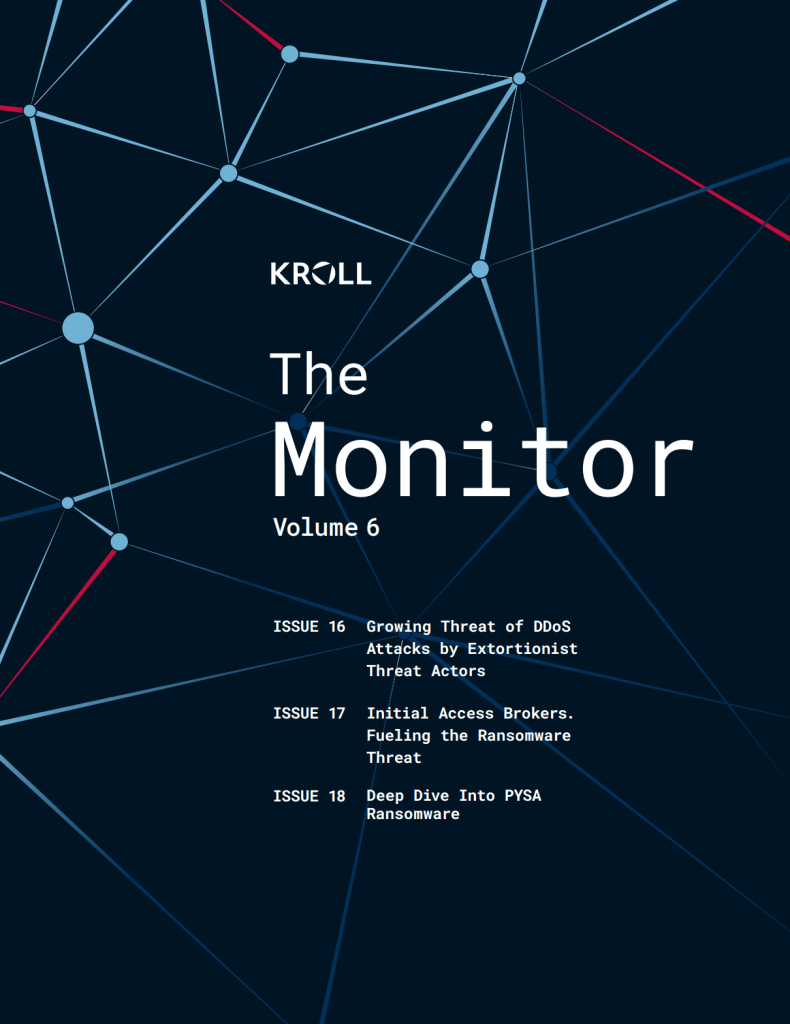 KROLL
The
Monitor
Volume 6
ISSUE 16 Growing Threat of DDoS
Attacks by Extortionist
Threat Actors
ISSUE 17 Initial Access Brokers.
Fueling the Ransomware
Threat
ISSUE 18 Deep Dive Into PYSA
Ransomware